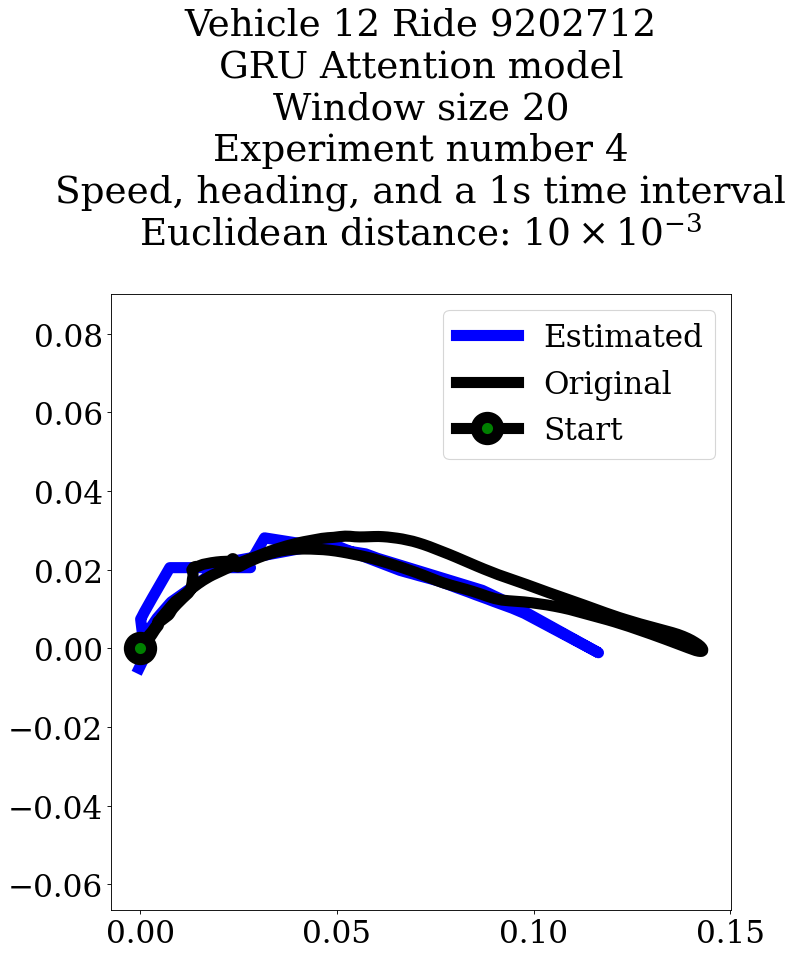 Vehicle 12 Ride 9202712
GRU Attention model
Window size 20
Experiment number 4
Speed, heading, and a 1s time interval
Euclidean distance: 10 × 10⁻³
Estimated
Original
Start
0.08
0.06
0.04
0.02
0.00
−0.02
−0.04
−0.06
0.00 0.05 0.10 0.15